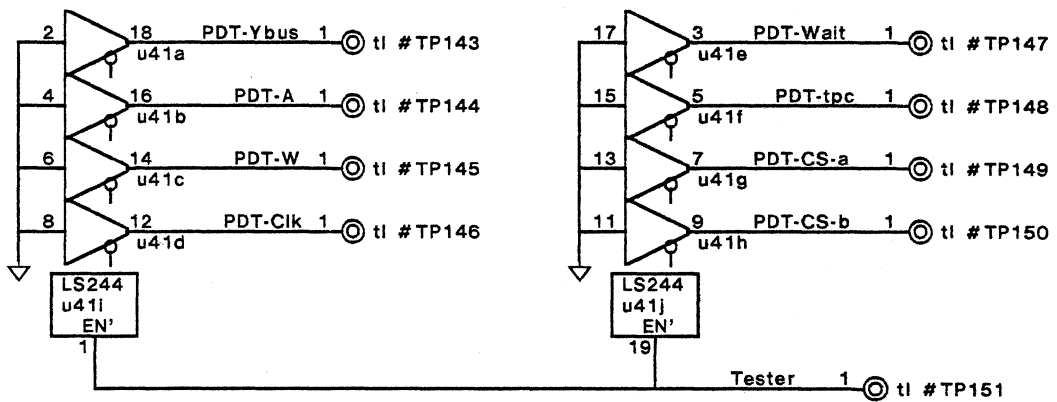 2 18 PDT-Ybus 1 tl #TP143
u41a
4 16 PDT-A 1 tl #TP144
u41b
6 14 PDT-W 1 tl #TP145
u41c
8 12 PDT-Clk 1 tl #TP146
u41d
LS244
u41i
EN'
1
17 3 PDT-Wait 1 tl #TP147
u41e
15 5 PDT-tpc 1 tl #TP148
u41f
13 7 PDT-CS-a 1 tl #TP149
u41g
11 9 PDT-CS-b 1 tl #TP150
u41h
LS244
u41j
EN'
19
Tester 1 tl #TP151